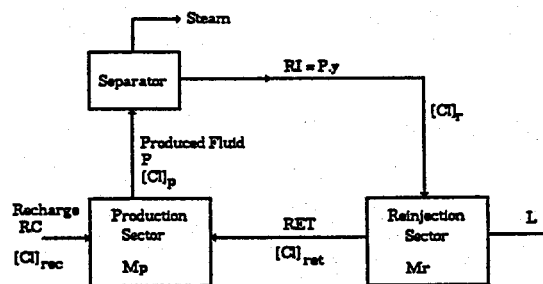 Steam
Separator
RI = P.y
[Cl]r
Produced Fluid
P
[Cl]p
Recharge
RC
[Cl]rec
Production
Sector
Mp
RET
[Cl]ret
Reinjection
Sector
Mr
L